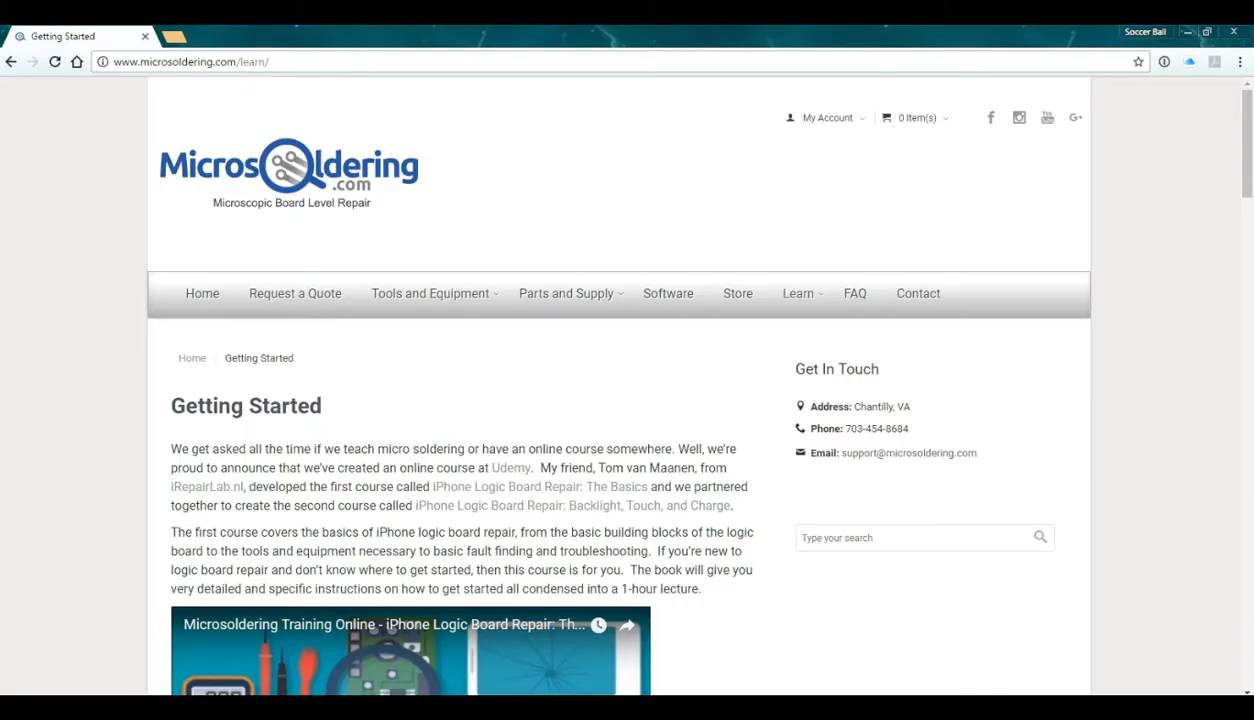 Getting Started
Soccer Ball
www.microsoldering.com/learn/
My Account
0 Item(s)
You
G+
Microsoldering
.com
Microscopic Board Level Repair
Home Request a Quote Tools and Equipment Parts and Supply Software Store Learn FAQ Contact
Home / Getting Started
Getting Started
We get asked all the time if we teach micro soldering or have an online course somewhere. Well, we're
proud to announce that we've created an online course at Udemy. My friend, Tom van Maanen, from
iRepairLab.nl, developed the first course called iPhone Logic Board Repair: The Basics and we partnered
together to create the second course called iPhone Logic Board Repair: Backlight, Touch, and Charge.
The first course covers the basics of iPhone logic board repair, from the basic building blocks of the logic
board to the tools and equipment necessary to basic fault finding and troubleshooting. If you're new to
logic board repair and don't know where to get started, then this course is for you. The book will give you
very detailed and specific instructions on how to get started all condensed into a 1-hour lecture.
Microsoldering Training Online - iPhone Logic Board Repair: Th...
Get In Touch
Address: Chantilly, VA
Phone: 703-454-8684
Email: support@microsoldering.com
Type your search